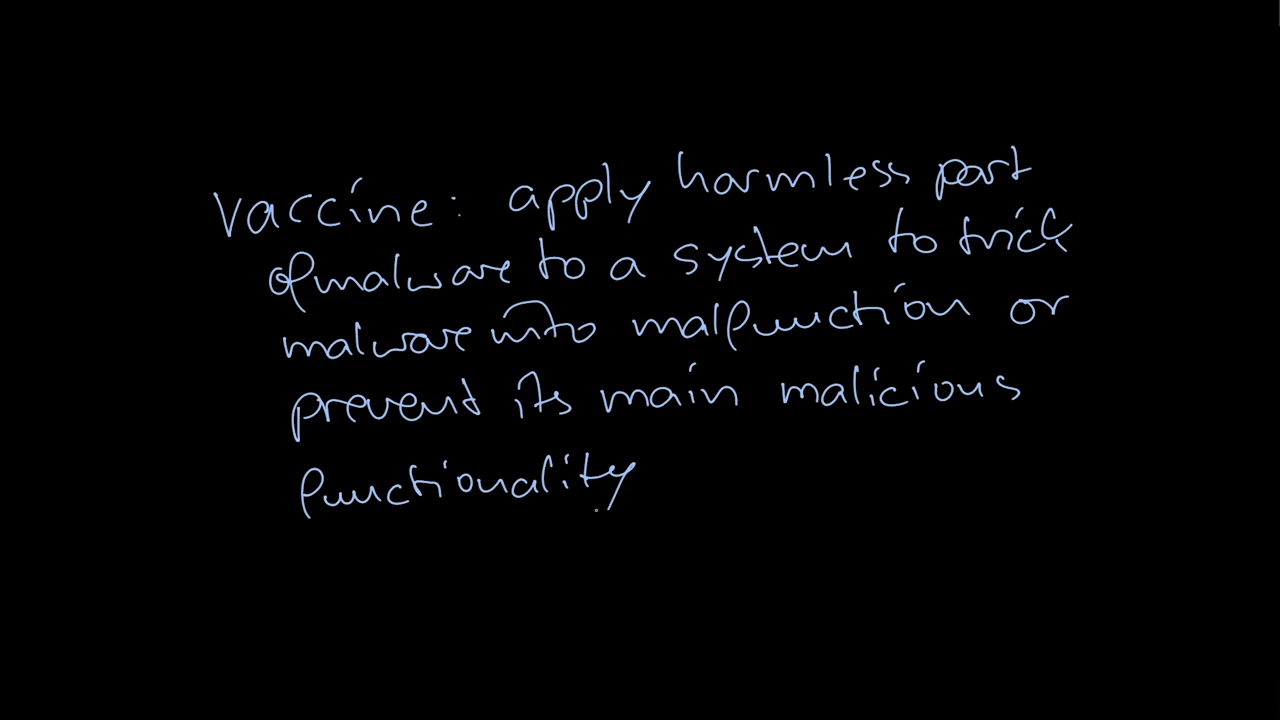 vaccine: apply harmless part
of malware to a system to trick
malware into malfunction or
prevent its main malicious
functionality